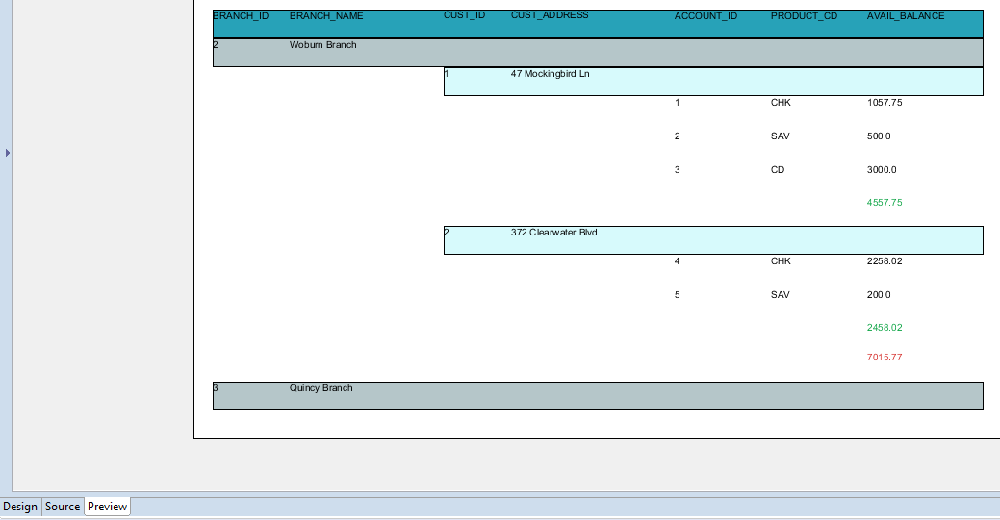 BRANCH_ID BRANCH_NAME CUST_ID CUST_ADDRESS ACCOUNT_ID PRODUCT_CD AVAIL_BALANCE
2 Woburn Branch
1 47 Mockingbird Ln
1 CHK 1057.75
2 SAV 500.0
3 CD 3000.0
4557.75
2 372 Clearwater Blvd
4 CHK 2258.02
5 SAV 200.0
2458.02
7015.77
3 Quincy Branch
Design Source Preview